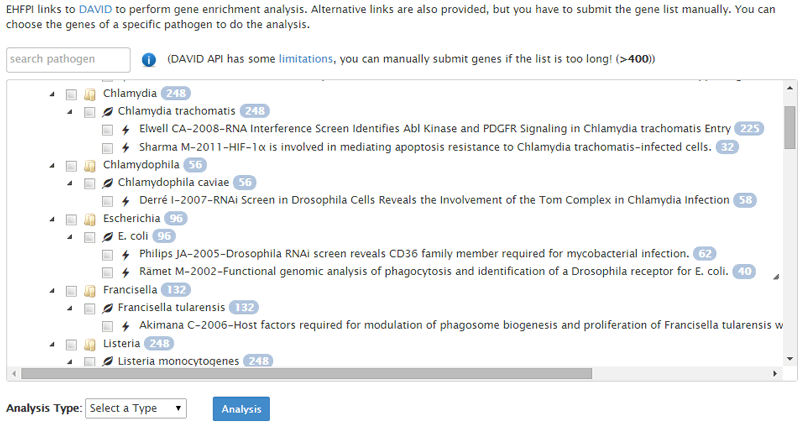 EHFPI links to DAVID to perform gene enrichment analysis. Alternative links are also provided, but you have to submit the gene list manually. You can
choose the genes of a specific pathogen to do the analysis.
search pathogen
(DAVID API has some limitations, you can manually submit genes if the list is too long! (>400))
Chlamydia 248
Chlamydia trachomatis 248
Elwell CA-2008-RNA Interference Screen Identifies Abl Kinase and PDGFR Signaling in Chlamydia trachomatis Entry 225
Sharma M-2011-HIF-1α is involved in mediating apoptosis resistance to Chlamydia trachomatis-infected cells. 32
Chlamydophila 56
Chlamydophila caviae 56
Derré I-2007-RNAi Screen in Drosophila Cells Reveals the Involvement of the Tom Complex in Chlamydia Infection 58
Escherichia 96
E. coli 96
Philips JA-2005-Drosophila RNAi screen reveals CD36 family member required for mycobacterial infection. 62
Rämet M-2002-Functional genomic analysis of phagocytosis and identification of a Drosophila receptor for E. coli. 40
Francisella 132
Francisella tularensis 132
Akimana C-2006-Host factors required for modulation of phagosome biogenesis and proliferation of Francisella tularensis w
Listeria 248
Listeria monocytogenes 248
Analysis Type: Select a Type Analysis